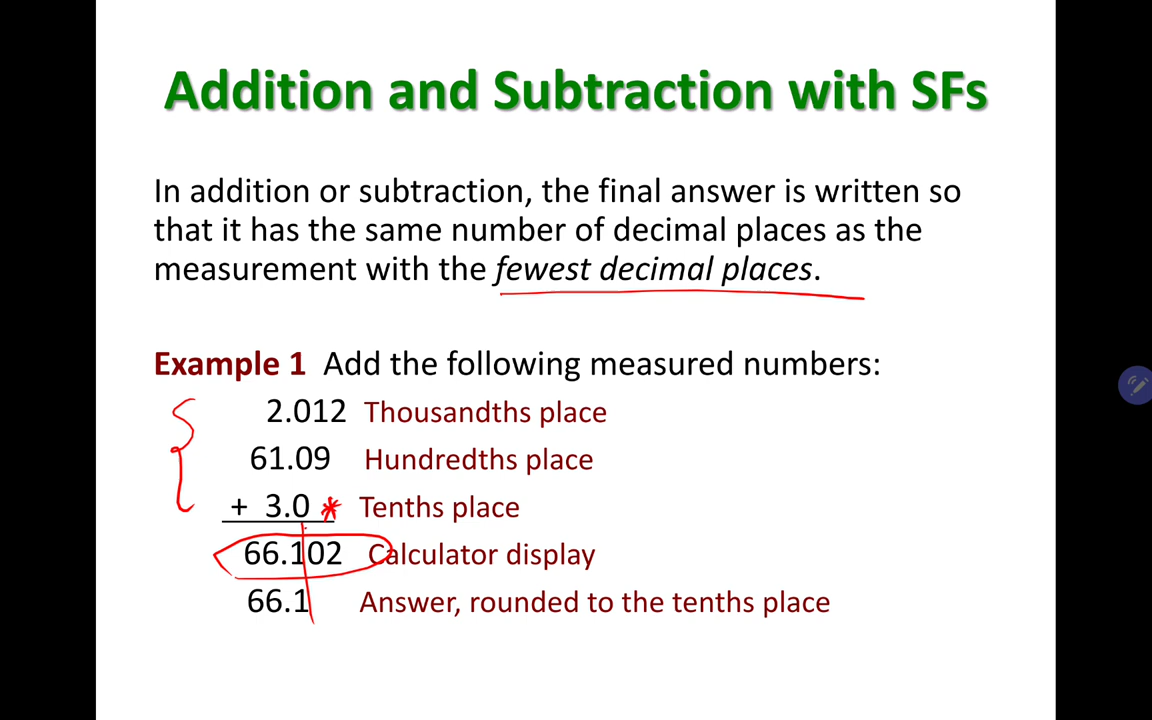 Addition and Subtraction with SFs
In addition or subtraction, the final answer is written so
that it has the same number of decimal places as the
measurement with the fewest decimal places.
Example 1 Add the following measured numbers:
2.012 Thousandths place
61.09 Hundredths place
+ 3.0 * Tenths place
66.102 Calculator display
66.1 Answer, rounded to the tenths place